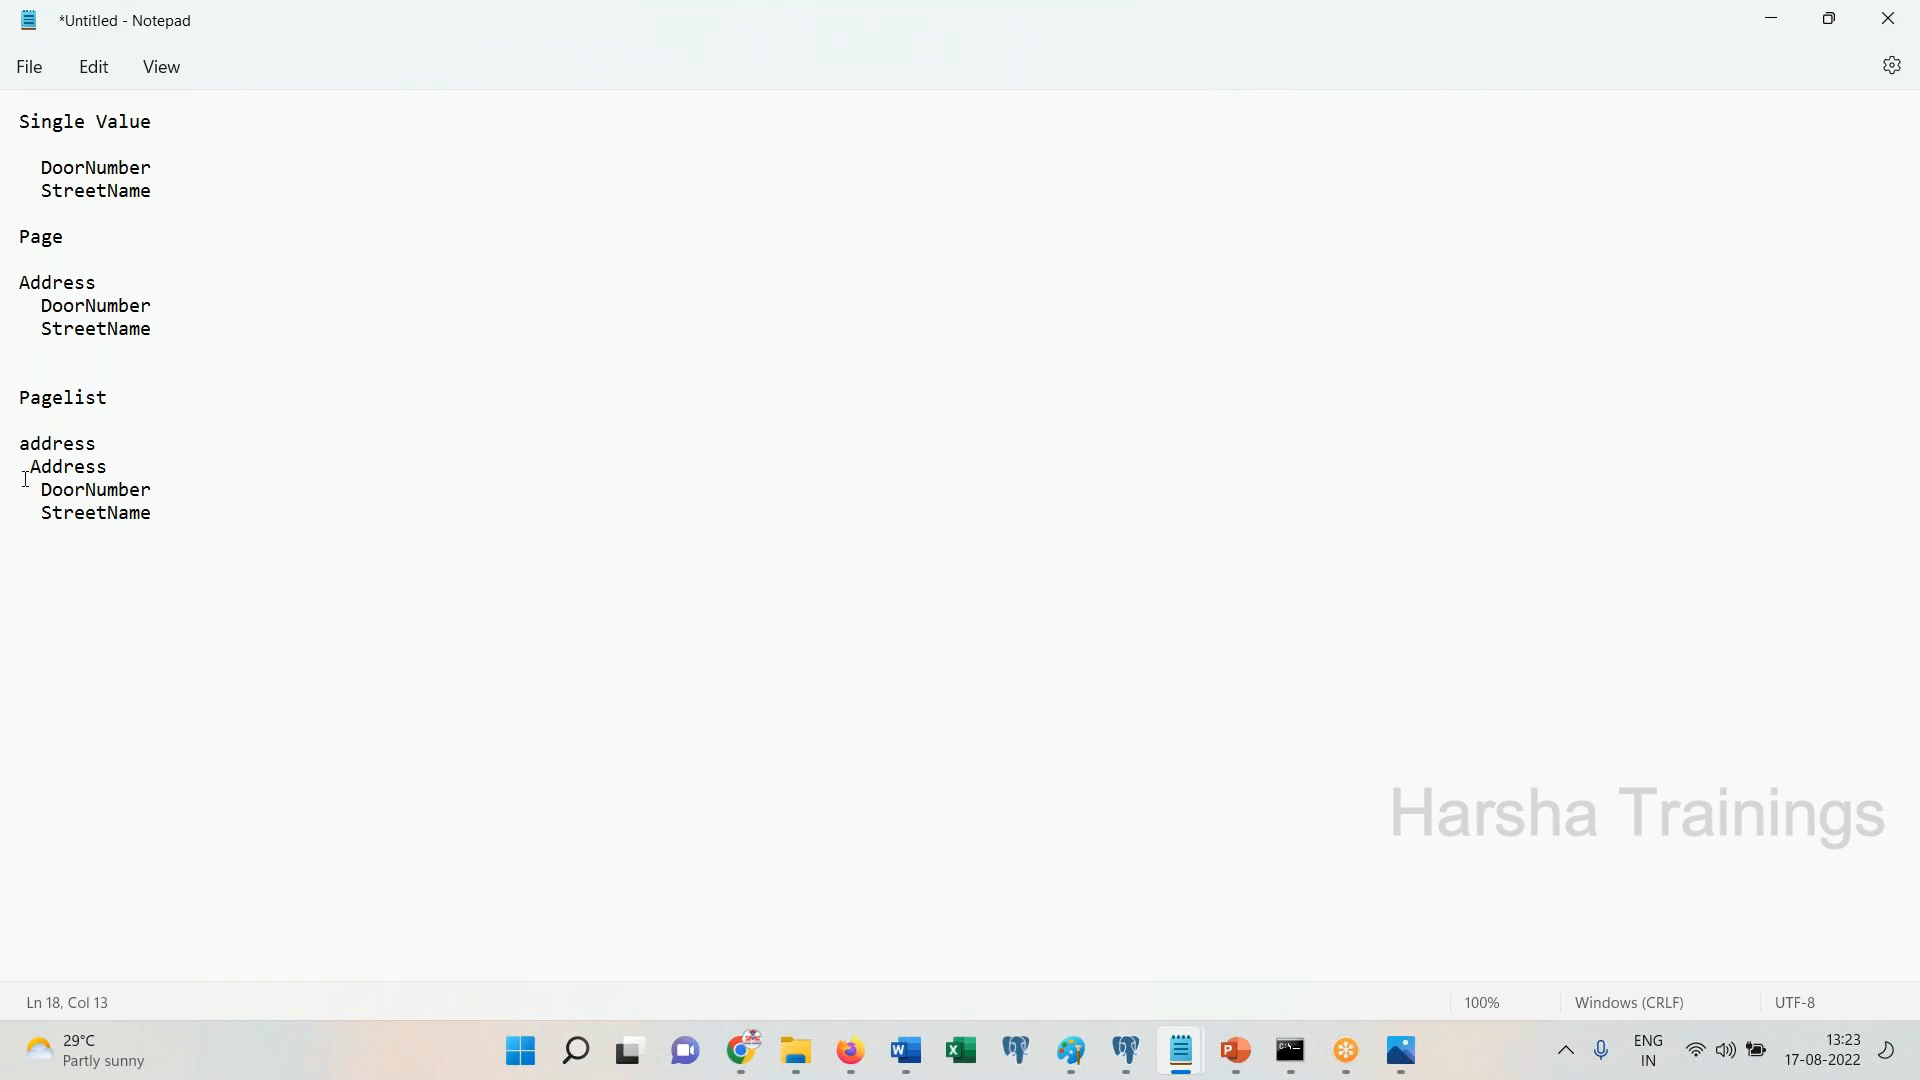 *Untitled - Notepad
File Edit View
Single Value
DoorNumber
StreetName
Page
Address
DoorNumber
StreetName
Pagelist
address
Address
DoorNumber
StreetName
Harsha Trainings
Ln 18, Col 13 100% Windows (CRLF) UTF-8
29°C
Partly sunny
ENG
IN
13:23
17-08-2022